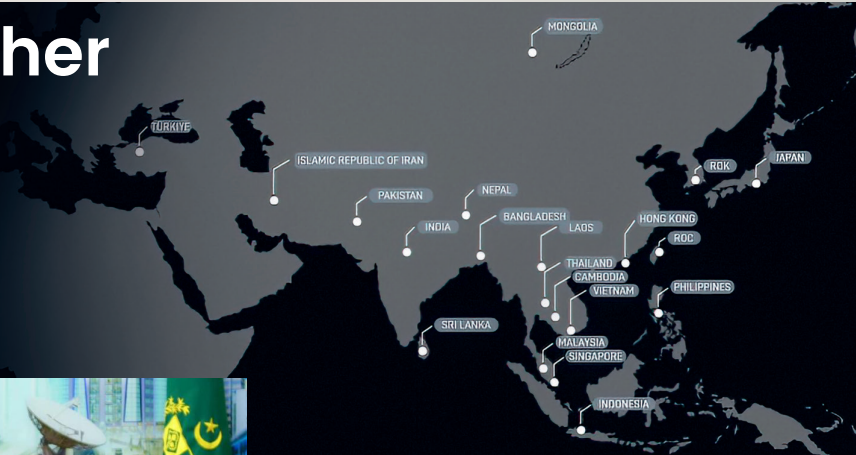 her
MONGOLIA
TÜRKIYE
ISLAMIC REPUBLIC OF IRAN
ROK
JAPAN
PAKISTAN
NEPAL
BANGLADESH
HONG KONG
INDIA
LAOS
ROC
THAILAND
CAMBODIA
VIETNAM
PHILIPPINES
SRI LANKA
MALAYSIA
SINGAPORE
INDONESIA